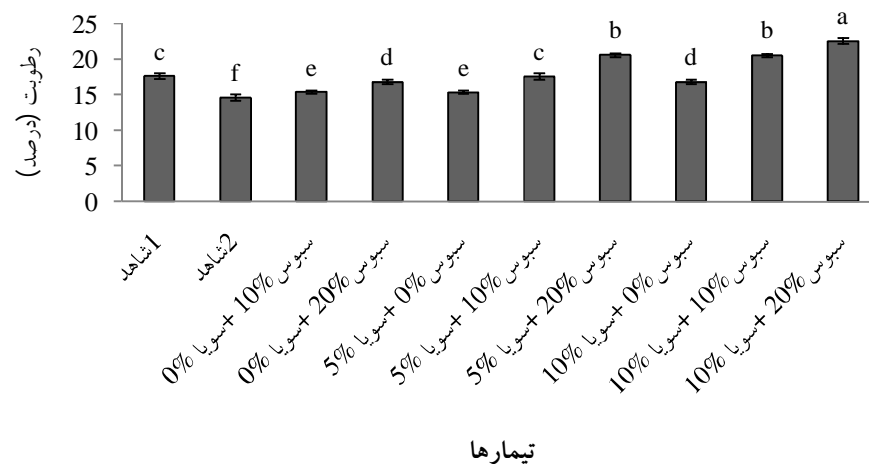 رطوبت (درصد)
25
20
15
10
5
0
c
f
e
d
e
c
b
d
b
a
شاهد1
شاهد2
0% سویا+ 10% سبوس
0% سویا+ 20% سبوس
5% سویا+ 0% سبوس
5% سویا+ 10% سبوس
5% سویا+ 20% سبوس
10% سویا+ 0% سبوس
10% سویا+ 10% سبوس
10% سویا+ 20% سبوس
تیمارها